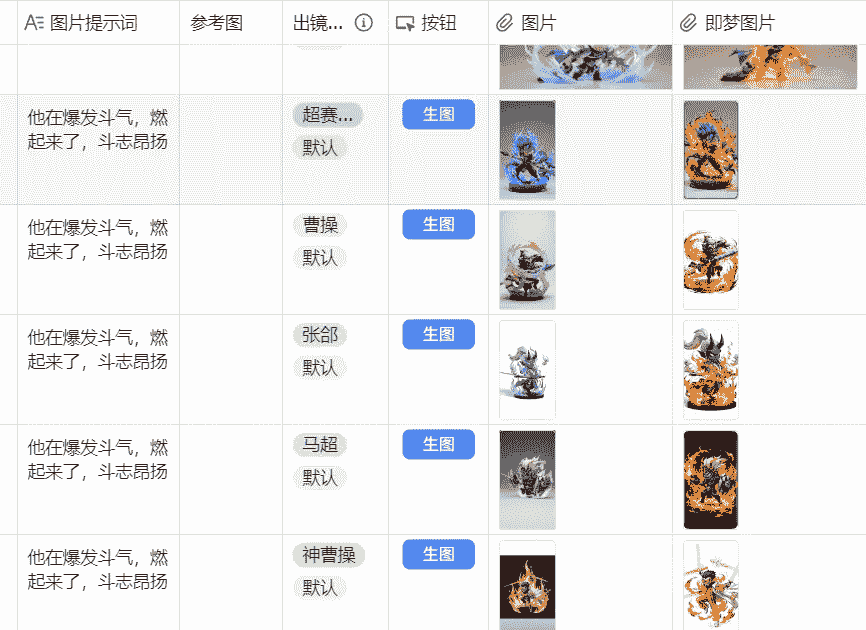 图片提示词 参考图 出镜... 按钮 图片 即梦图片
他在爆发斗气，燃 超赛... 生图
起来了，斗志昂扬 默认
他在爆发斗气，燃 曹操 生图
起来了，斗志昂扬 默认
他在爆发斗气，燃 张郃 生图
起来了，斗志昂扬 默认
他在爆发斗气，燃 马超 生图
起来了，斗志昂扬 默认
他在爆发斗气，燃 神曹操 生图
起来了，斗志昂扬 默认